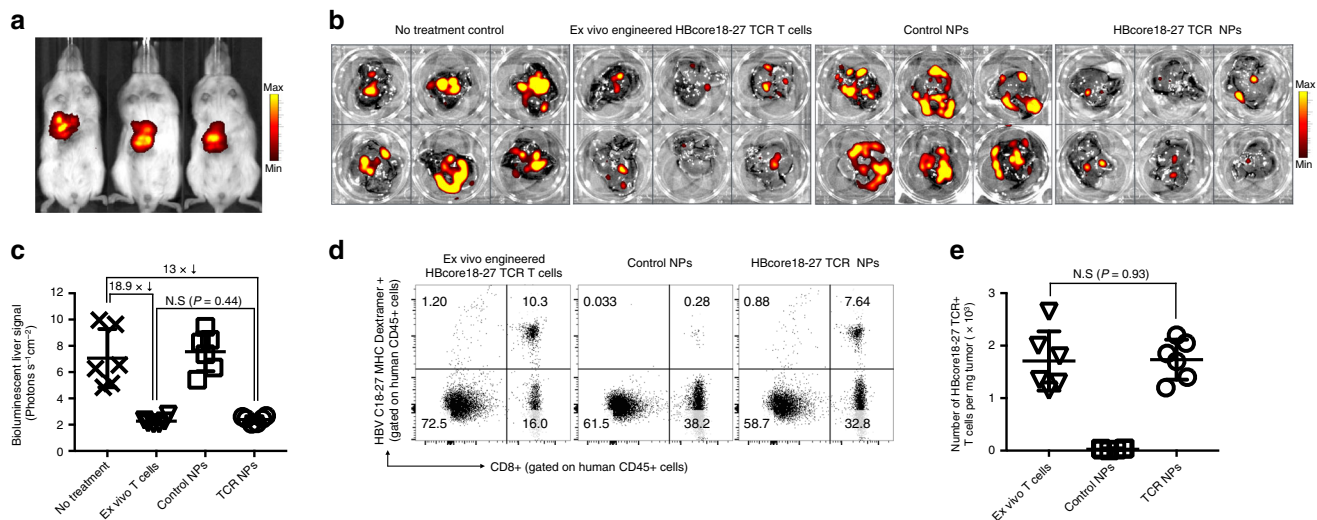 a
Max
Min
b
No treatment control
Ex vivo engineered HBcore18-27 TCR T cells
Control NPs
HBcore18-27 TCR NPs
Max
Min
c
Bioluminescent liver signal
(Photons s⁻¹cm⁻²)
12
10
8
6
4
2
0
13 × ↓
18.9 × ↓
N.S (P = 0.44)
No treatment
Ex vivo T cells
Control NPs
TCR NPs
d
Ex vivo engineered
HBcore18-27 TCR T cells
Control NPs
HBcore18-27 TCR NPs
HBV C18-27 MHC Dextramer +
(gated on human CD45+ cells)
1.20
10.3
72.5
16.0
0.033
0.28
61.5
38.2
0.88
7.64
58.7
32.8
CD8+ (gated on human CD45+ cells)
e
Number of HBcore18-27 TCR+
T cells per mg tumor ( × 10³)
3
2
1
0
N.S (P = 0.93)
Ex vivo T cells
Control NPs
TCR NPs